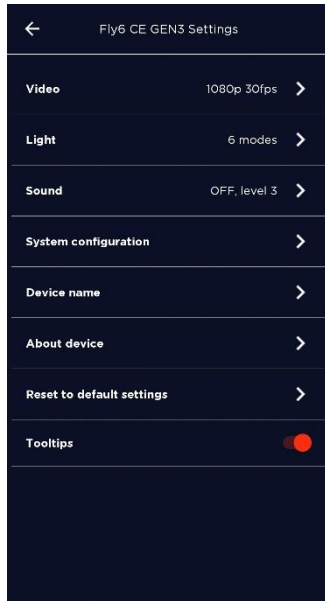 Fly6 CE GEN3 Settings
Video 1080p 30fps
Light 6 modes
Sound OFF, level 3
System configuration
Device name
About device
Reset to default settings
Tooltips